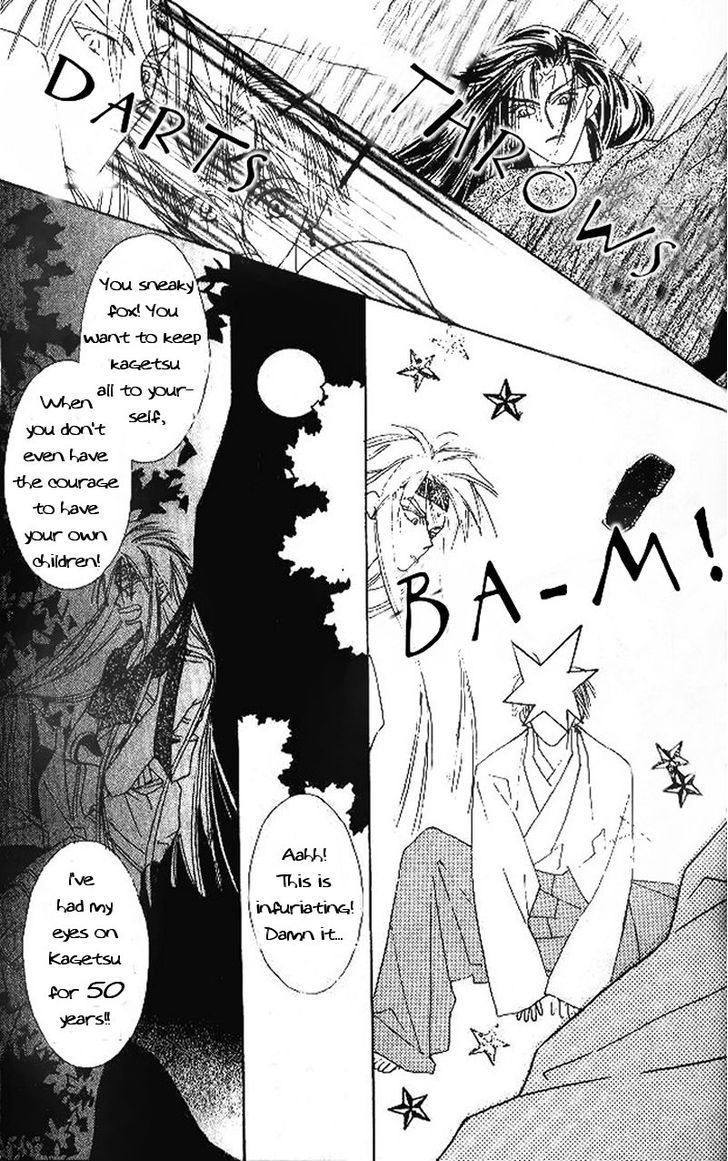 THROWS
DARTS
BA-M!
Aahh!
This is
infuriating!
Damn it...
You sneaky
fox! You
want to keep
kagetsu
all to your-
self,
When
you don't
even have
the courage
to have
your own
children!
I've
had my
eyes on
Kagetsu
for 50
years!!